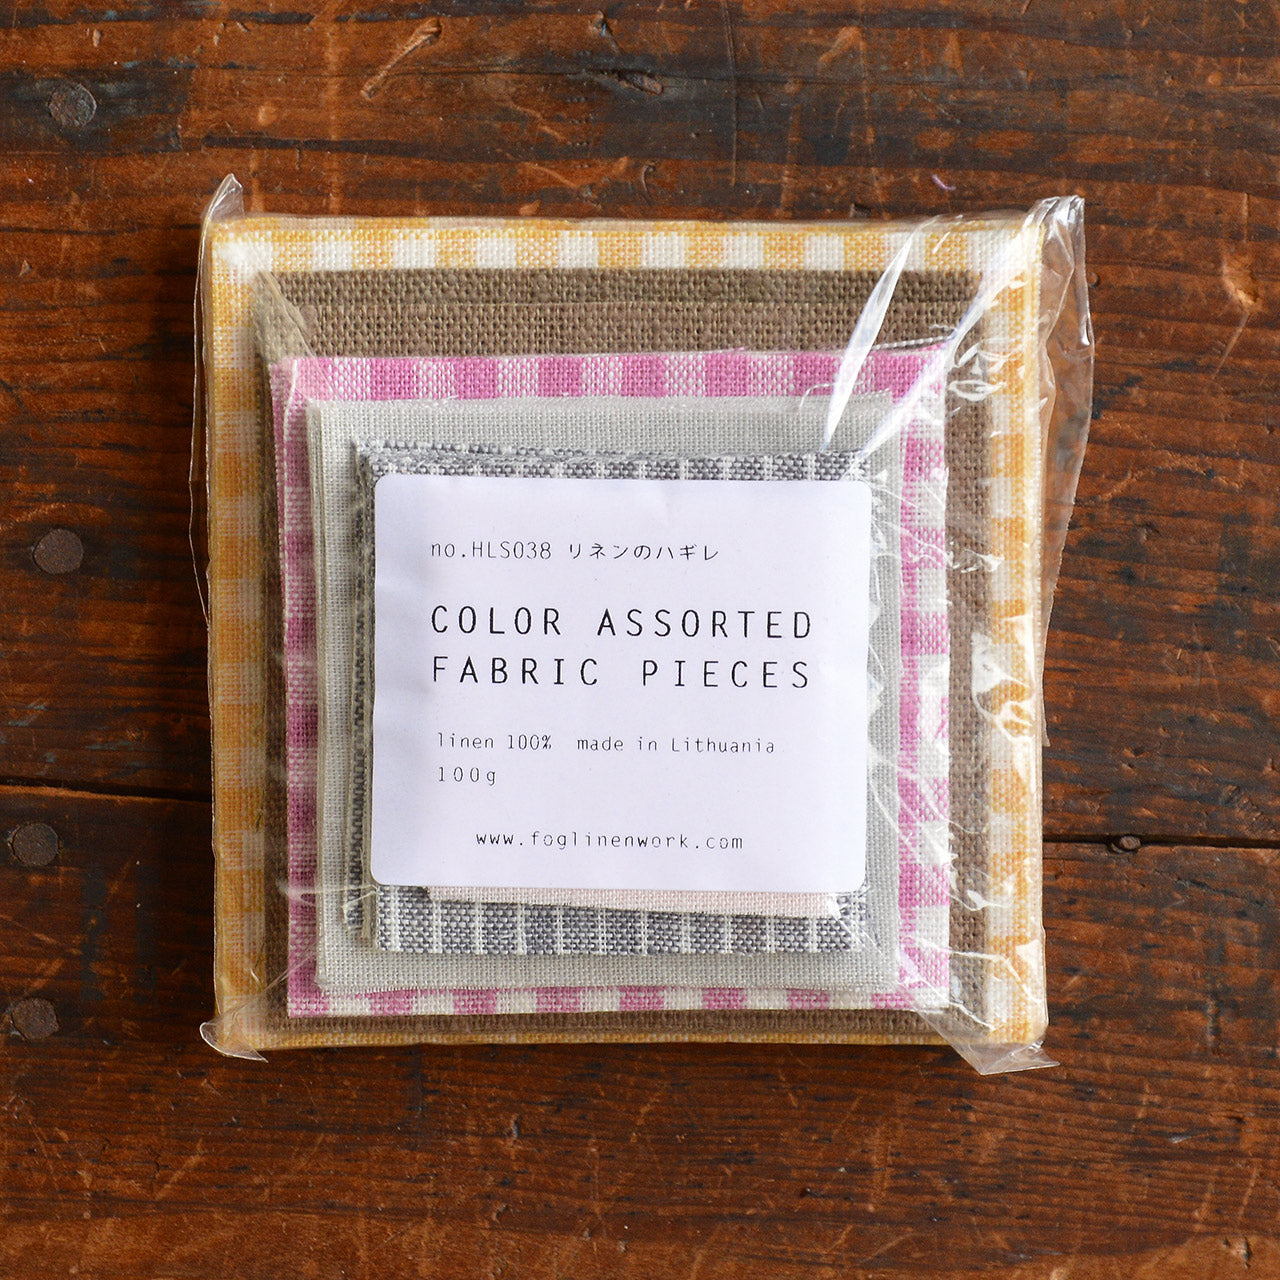 no.HLS038 リネンのハギレ
COLOR ASSORTED
FABRIC PIECES
linen 100% made in Lithuania
100g
www.foglinenwork.com